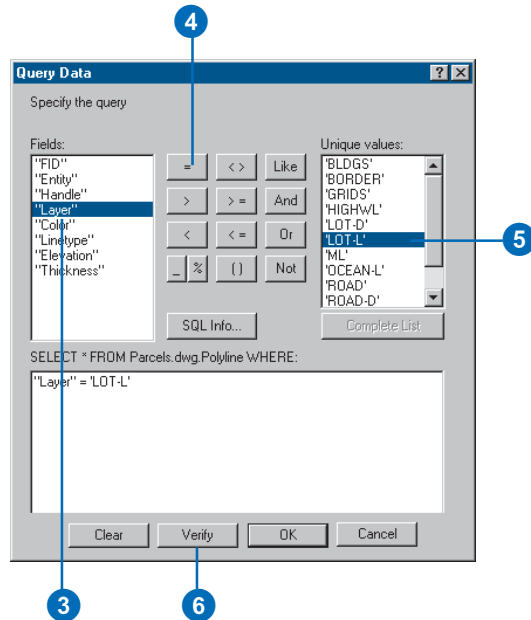 4
Query Data
? X
Specify the query
Fields:
Unique values:
"FID"
"Entity"
"Handle"
"Layer"
"Color"
"Linetype"
"Elevation"
"Thickness"
= < > Like
> > = And
< < = Or
_ % () Not
SQL Info...
'BLDGS'
'BORDER'
'GRIDS'
'HIGHWL'
'LOT-D'
'LOT-L'
'ML'
'OCEAN-L'
'ROAD'
'ROAD-D'
5
Complete List
SELECT * FROM Parcels.dwg.Polyline WHERE:
"Layer" = 'LOT-L'
Clear Verify OK Cancel
3 6